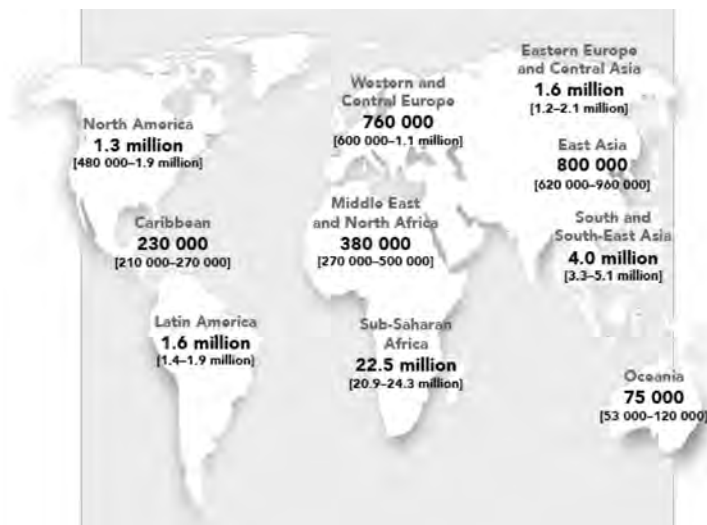 North America
1.3 million
[480 000–1.9 million]
Caribbean
230 000
[210 000–270 000]
Latin America
1.6 million
[1.4–1.9 million]
Western and
Central Europe
760 000
[600 000–1.1 million]
Middle East
and North Africa
380 000
[270 000–500 000]
Sub-Saharan
Africa
22.5 million
[20.9–24.3 million]
Eastern Europe
and Central Asia
1.6 million
[1.2–2.1 million]
East Asia
800 000
[620 000–960 000]
South and
South-East Asia
4.0 million
[3.3–5.1 million]
Oceania
75 000
[53 000–120 000]